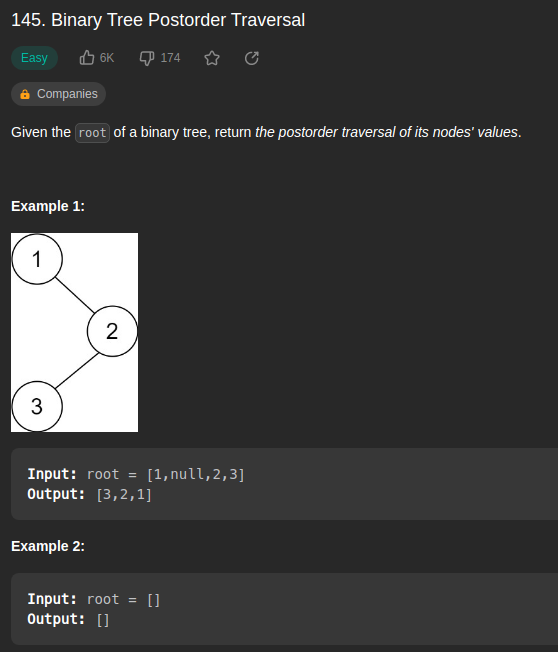 145. Binary Tree Postorder Traversal
Easy 6K 174
Companies
Given the root of a binary tree, return the postorder traversal of its nodes' values.
Example 1:
1
2
3
Input: root = [1,null,2,3]
Output: [3,2,1]
Example 2:
Input: root = []
Output: []